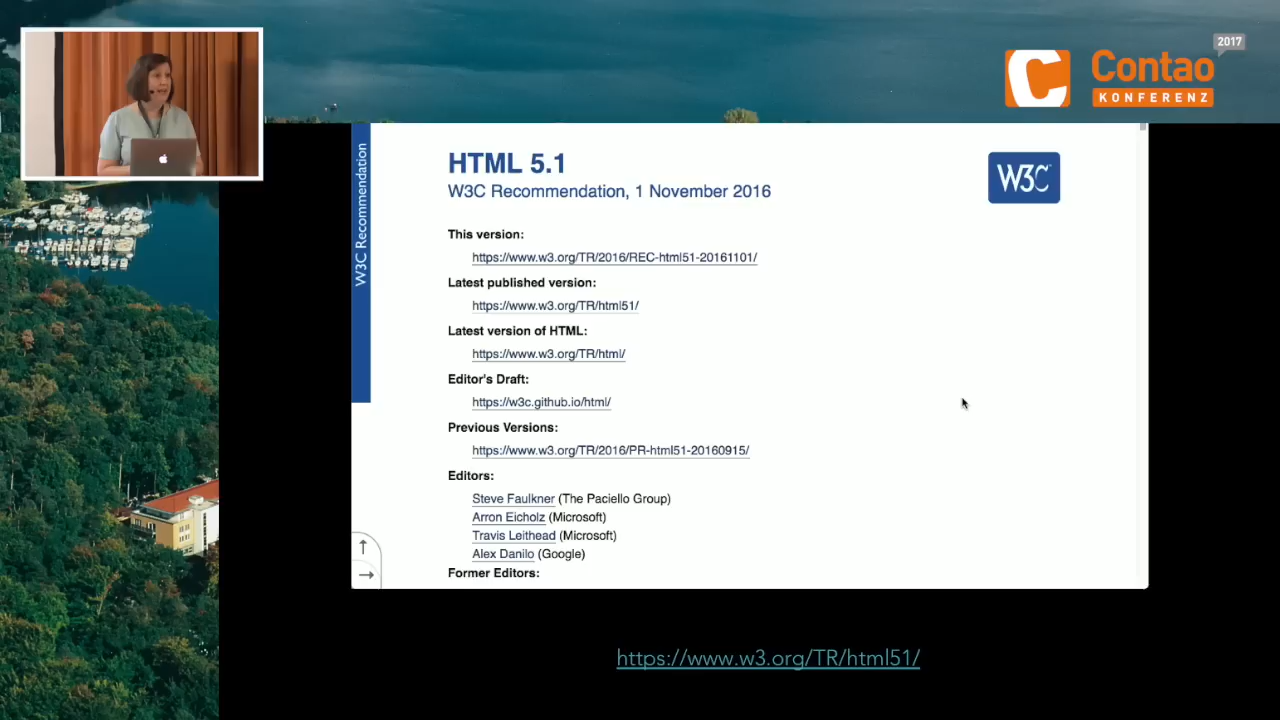 2017
Contao
KONFERENZ
W3C Recommendation
HTML 5.1
W3C Recommendation, 1 November 2016
W3C
This version:
https://www.w3.org/TR/2016/REC-html51-20161101/
Latest published version:
https://www.w3.org/TR/html51/
Latest version of HTML:
https://www.w3.org/TR/html/
Editor's Draft:
https://w3c.github.io/html/
Previous Versions:
https://www.w3.org/TR/2016/PR-html51-20160915/
Editors:
Steve Faulkner (The Paciello Group)
Arron Eicholz (Microsoft)
Travis Leithead (Microsoft)
Alex Danilo (Google)
Former Editors:
https://www.w3.org/TR/html51/